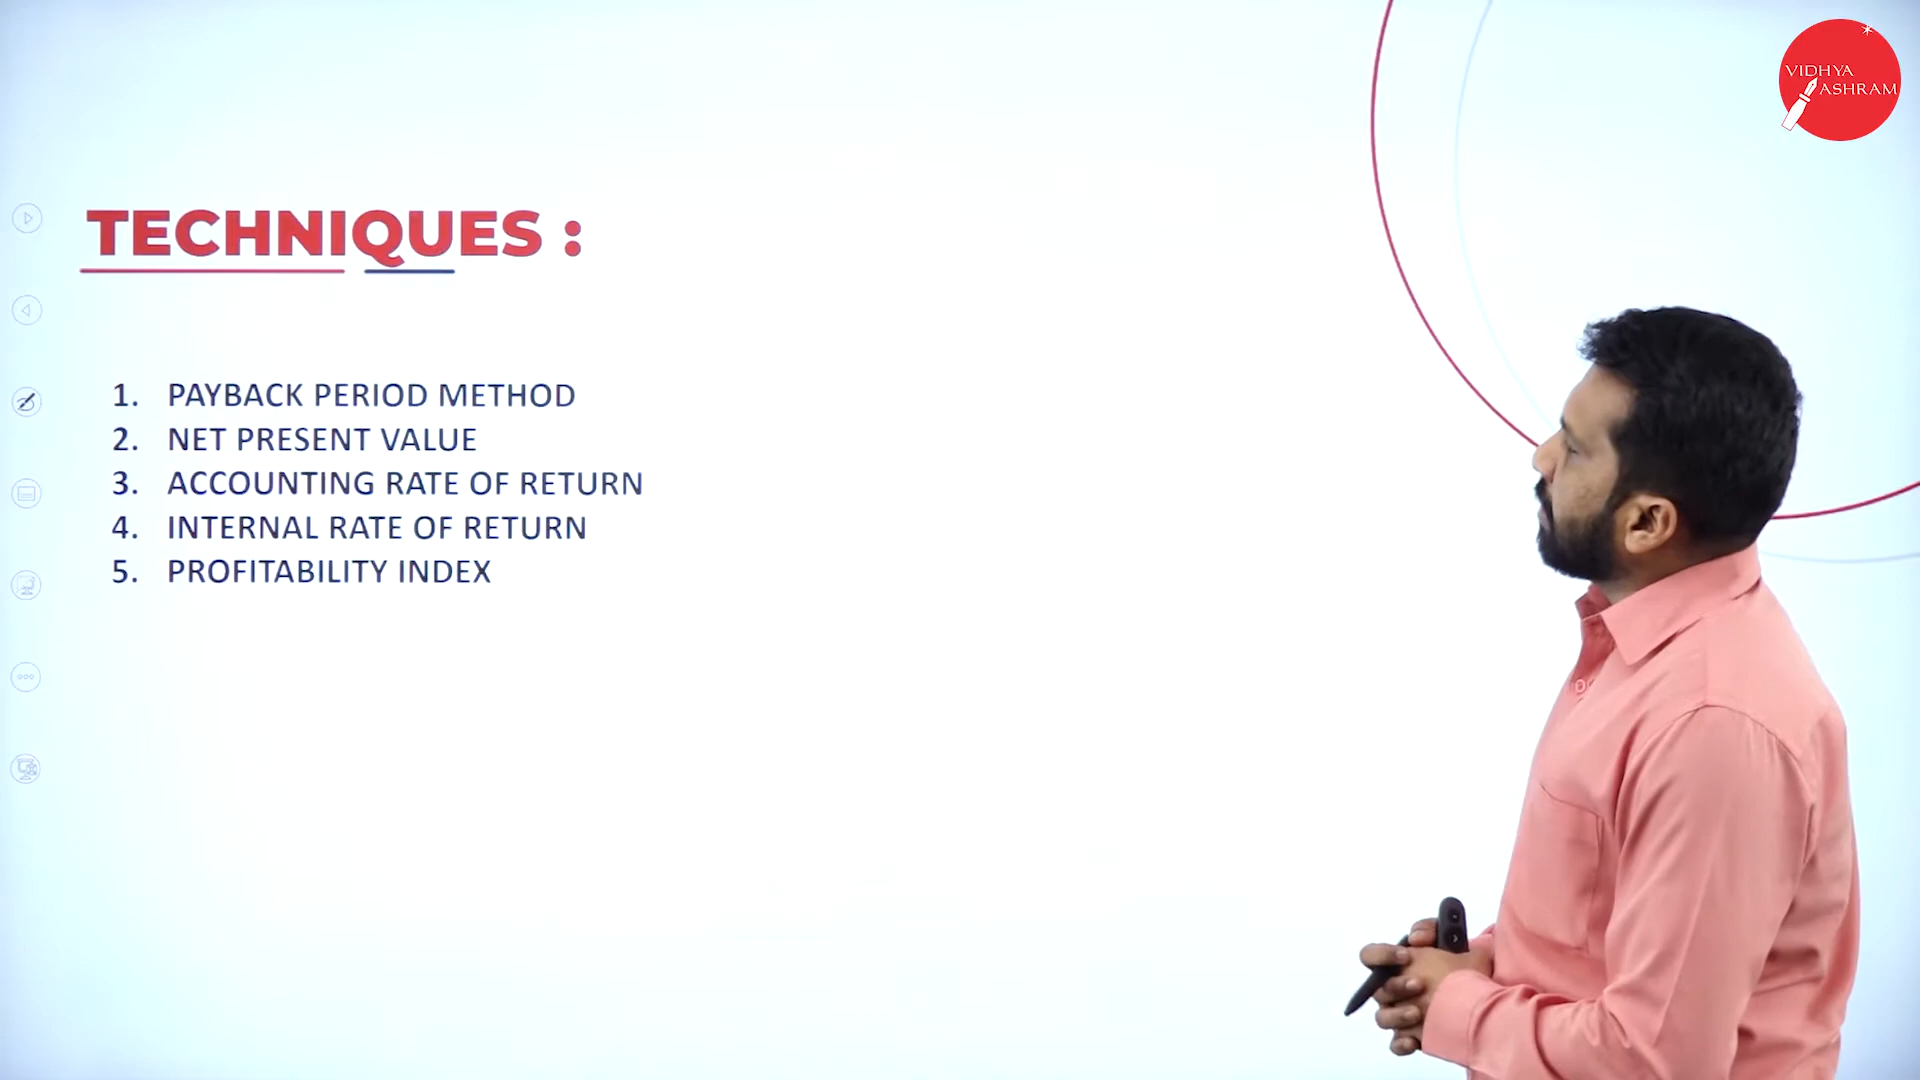 VIDHYA
ASHRAM
TECHNIQUES :
1. PAYBACK PERIOD METHOD
2. NET PRESENT VALUE
3. ACCOUNTING RATE OF RETURN
4. INTERNAL RATE OF RETURN
5. PROFITABILITY INDEX